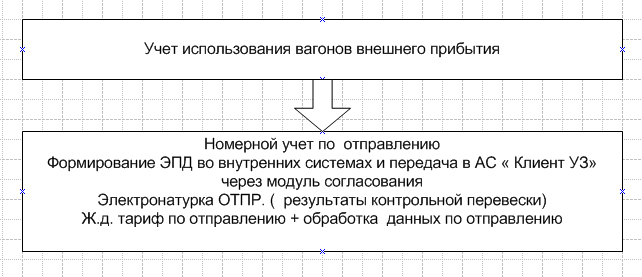 Учет использования вагонов внешнего прибытия
Номерной учет по отправлению
Формирование ЭПД во внутренних системах и передача в АС « Клиент УЗ»
через модуль согласования
Электронатурка ОТПР. ( результаты контрольной перевески)
Ж.д. тариф по отправлению + обработка данных по отправлению